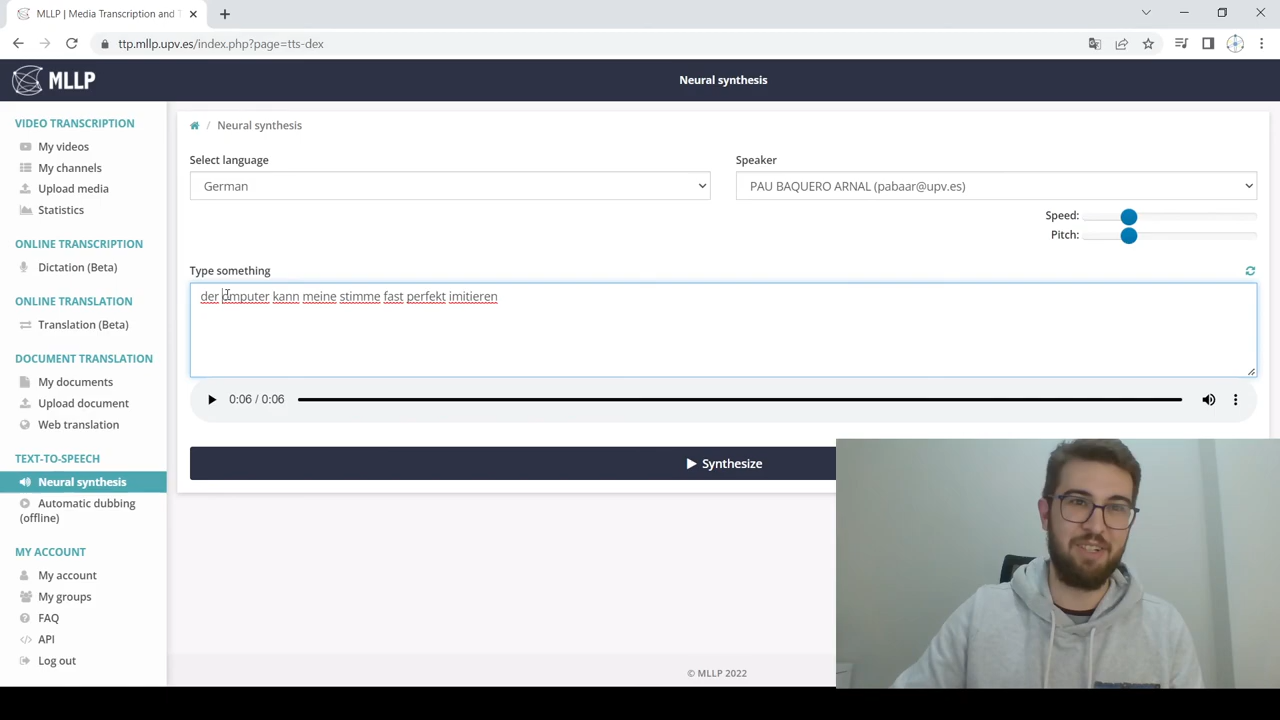 MLLP | Media Transcription and T
ttp.mllp.upv.es/index.php?page=tts-dex
MLLP
Neural synthesis
VIDEO TRANSCRIPTION
My videos
My channels
Upload media
Statistics
ONLINE TRANSCRIPTION
Dictation (Beta)
ONLINE TRANSLATION
Translation (Beta)
DOCUMENT TRANSLATION
My documents
Upload document
Web translation
TEXT-TO-SPEECH
Neural synthesis
Automatic dubbing
(offline)
MY ACCOUNT
My account
My groups
FAQ
API
Log out
/ Neural synthesis
Select language
German
Speaker
PAU BAQUERO ARNAL (pabaar@upv.es)
Speed:
Pitch:
Type something
der omputer kann meine stimme fast perfekt imitieren
0:06 / 0:06
Synthesize
© MLLP 2022